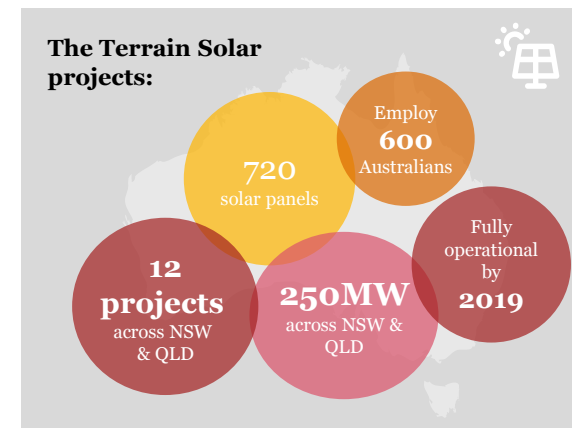 The Terrain Solar
projects:
Employ
600
Australians
720
solar panels
Fully
operational
by
2019
12
projects
across NSW
& QLD
250MW
across NSW &
QLD